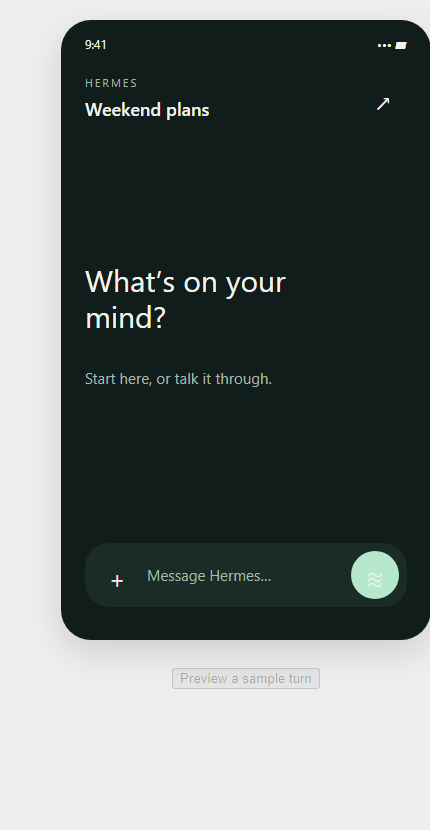 9:41
HERMES
Weekend plans
What’s on your
mind?
Start here, or talk it through.
Message Hermes...
Preview a sample turn